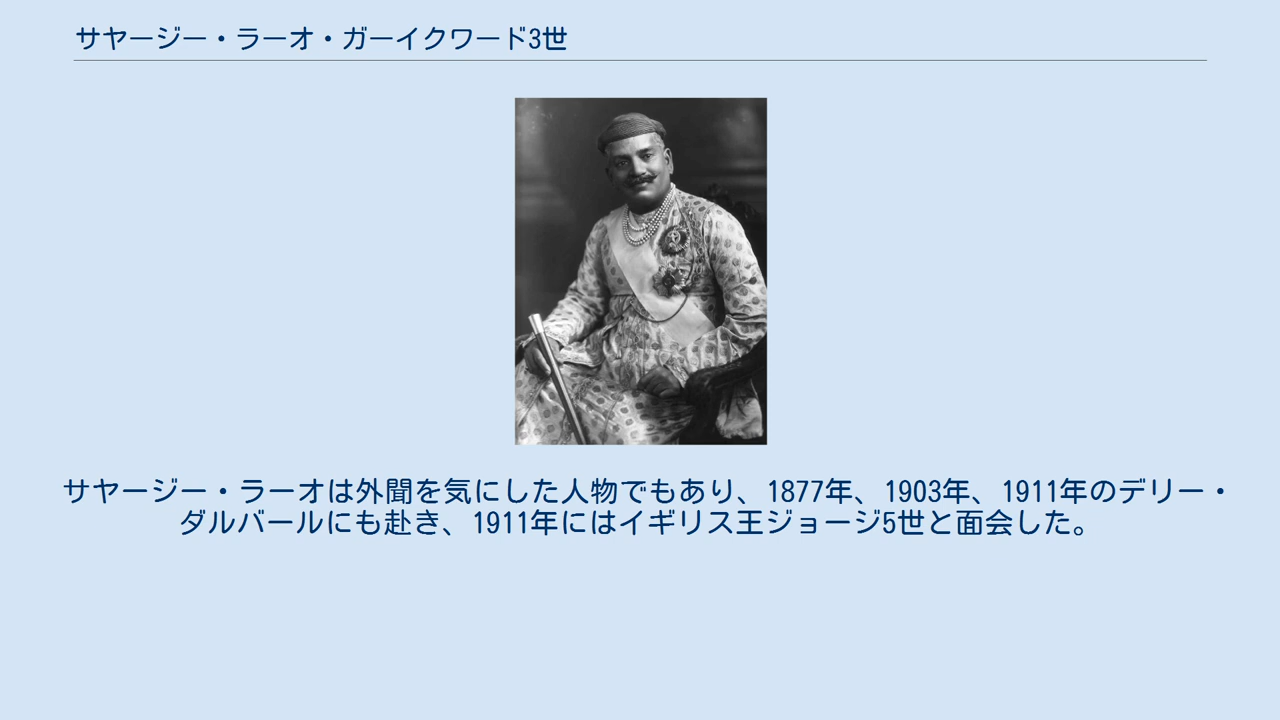 サヤージー・ラーオ・ガーイクワード3世
サヤージー・ラーオは外聞を気にした人物でもあり、1877年、1903年、1911年のデリー・
ダルバールにも赴き、1911年にはイギリス王ジョージ5世と面会した。